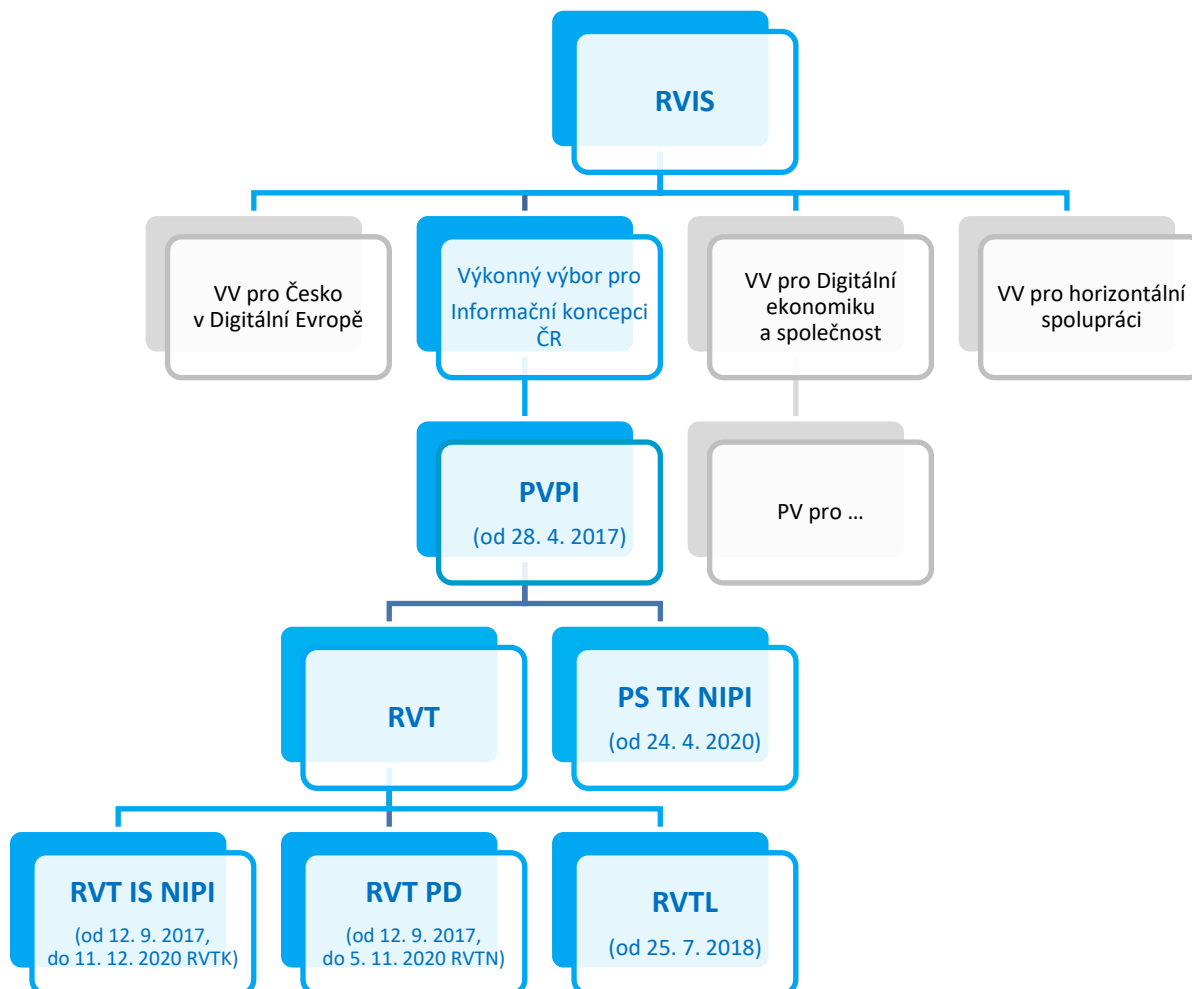 RVIS
VV pro Česko
v Digitální Evropě
Výkonný výbor pro
Informační koncepci
ČR
VV pro Digitální
ekonomiku
a společnost
VV pro horizontální
spolupráci
PVPI
(od 28. 4. 2017)
PV pro ...
RVT
PS TK NIPI
(od 24. 4. 2020)
RVT IS NIPI
(od 12. 9. 2017,
do 11. 12. 2020 RVTK)
RVT PD
(od 12. 9. 2017,
do 5. 11. 2020 RVTN)
RVTL
(od 25. 7. 2018)